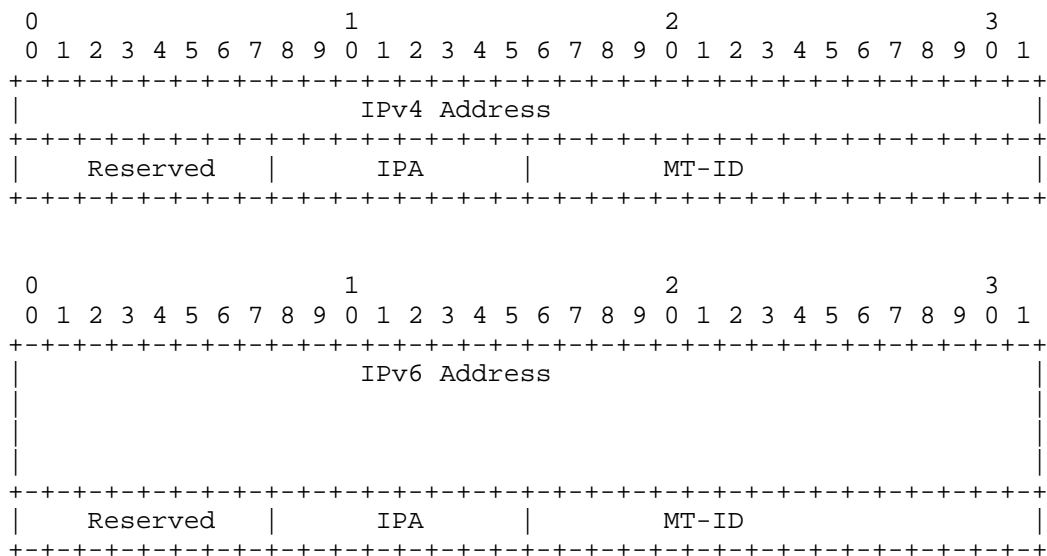 0                   1                   2                   3
 0 1 2 3 4 5 6 7 8 9 0 1 2 3 4 5 6 7 8 9 0 1 2 3 4 5 6 7 8 9 0 1
+-+-+-+-+-+-+-+-+-+-+-+-+-+-+-+-+-+-+-+-+-+-+-+-+-+-+-+-+-+-+-+-+
|                     IPv4 Address                              |
+-+-+-+-+-+-+-+-+-+-+-+-+-+-+-+-+-+-+-+-+-+-+-+-+-+-+-+-+-+-+-+-+
|    Reserved   |      IPA      |        MT-ID                  |
+-+-+-+-+-+-+-+-+-+-+-+-+-+-+-+-+-+-+-+-+-+-+-+-+-+-+-+-+-+-+-+-+

 0                   1                   2                   3
 0 1 2 3 4 5 6 7 8 9 0 1 2 3 4 5 6 7 8 9 0 1 2 3 4 5 6 7 8 9 0 1
+-+-+-+-+-+-+-+-+-+-+-+-+-+-+-+-+-+-+-+-+-+-+-+-+-+-+-+-+-+-+-+-+
|                     IPv6 Address                              |
|                                                               |
|                                                               |
|                                                               |
+-+-+-+-+-+-+-+-+-+-+-+-+-+-+-+-+-+-+-+-+-+-+-+-+-+-+-+-+-+-+-+-+
|    Reserved   |      IPA      |        MT-ID                  |
+-+-+-+-+-+-+-+-+-+-+-+-+-+-+-+-+-+-+-+-+-+-+-+-+-+-+-+-+-+-+-+-+